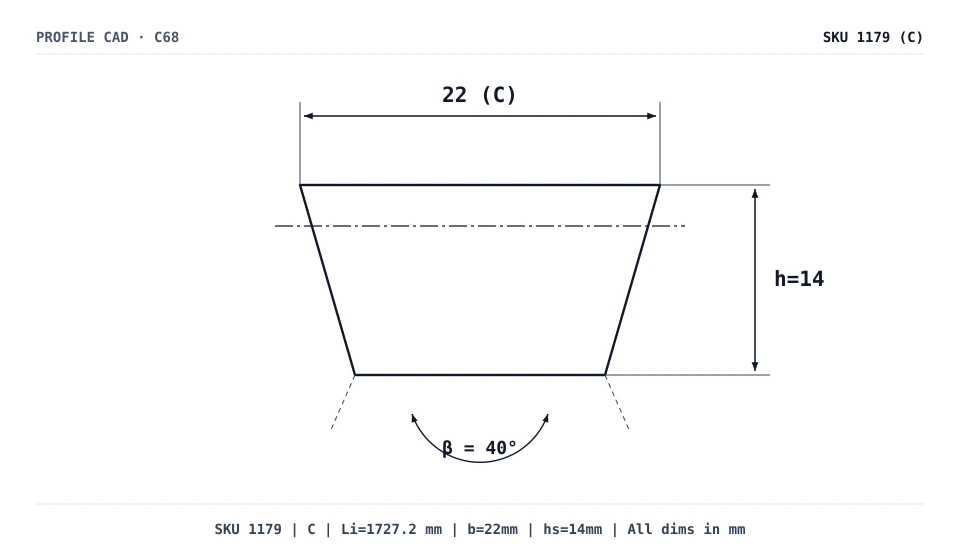 PROFILE CAD · C68
SKU 1179 (C)
22 (C)
h=14
β = 40°
SKU 1179 | C | Li=1727.2 mm | b=22mm | hs=14mm | All dims in mm